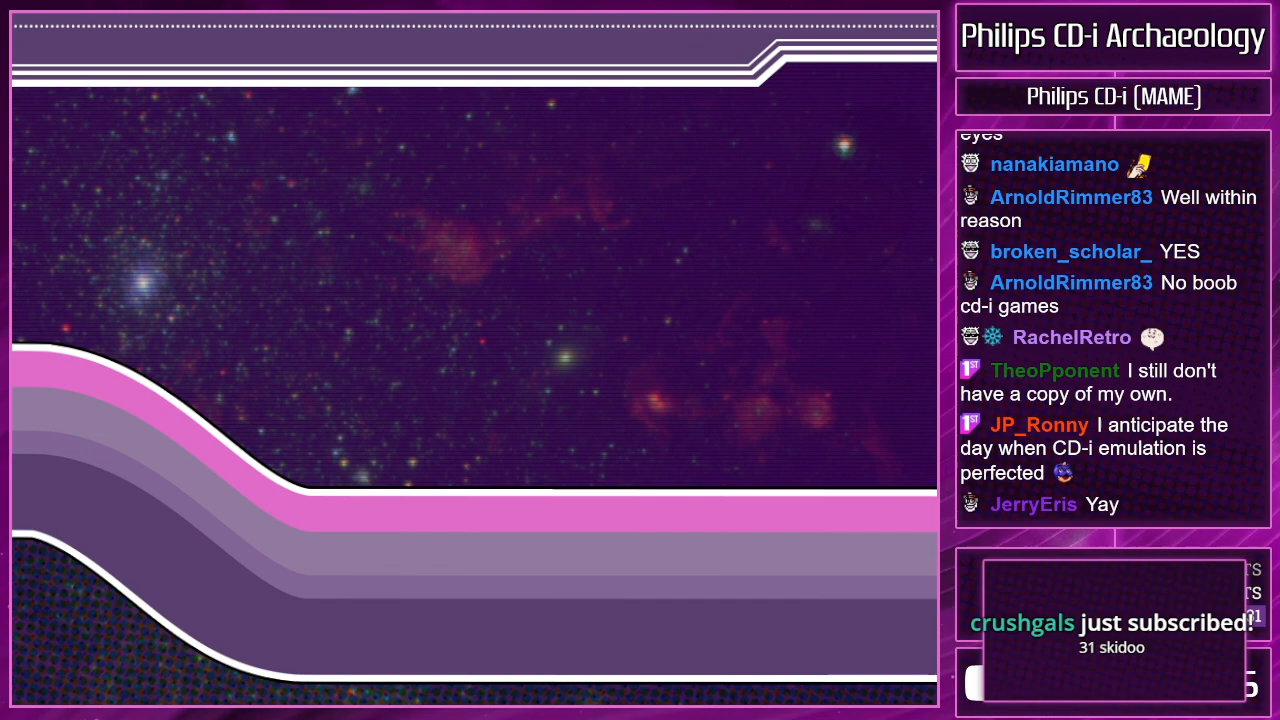 Philips CD-i Archaeology
Philips CD-i [MAME]
eyes
nanakiamano
ArnoldRimmer83 Well within
reason
broken_scholar_ YES
ArnoldRimmer83 No boob
cd-i games
RachelRetro
1ST TheoPponent I still don't
have a copy of my own.
1ST JP_Ronny I anticipate the
day when CD-i emulation is
perfected
JerryEris Yay
crushgals just subscribed!
31 skidoo